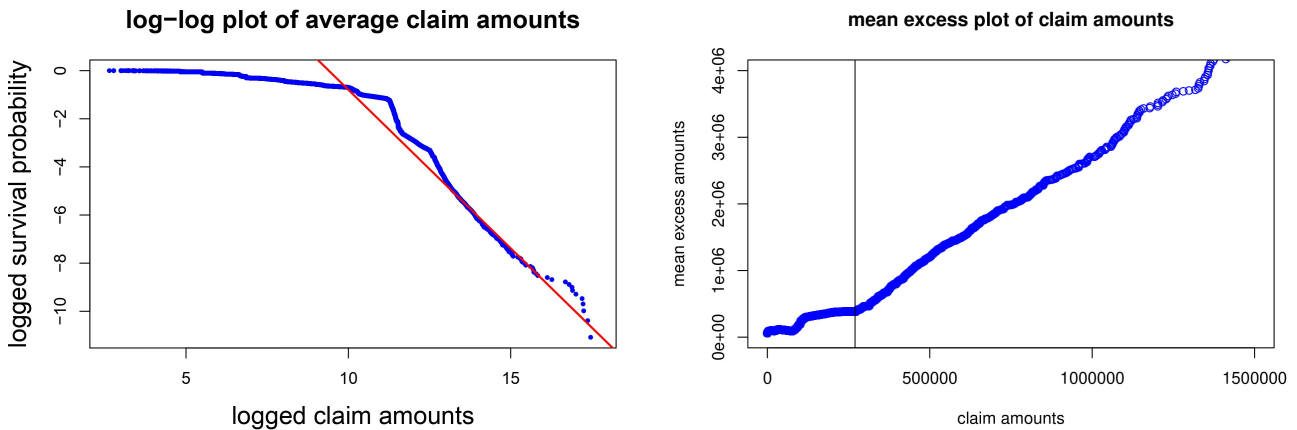 log−log plot of average claim amounts
logged survival probability
0
−2
−4
−6
−8
−10
5 10 15
logged claim amounts
mean excess plot of claim amounts
mean excess amounts
4e+06
3e+06
2e+06
1e+06
0e+00
0 500000 1000000 1500000
claim amounts